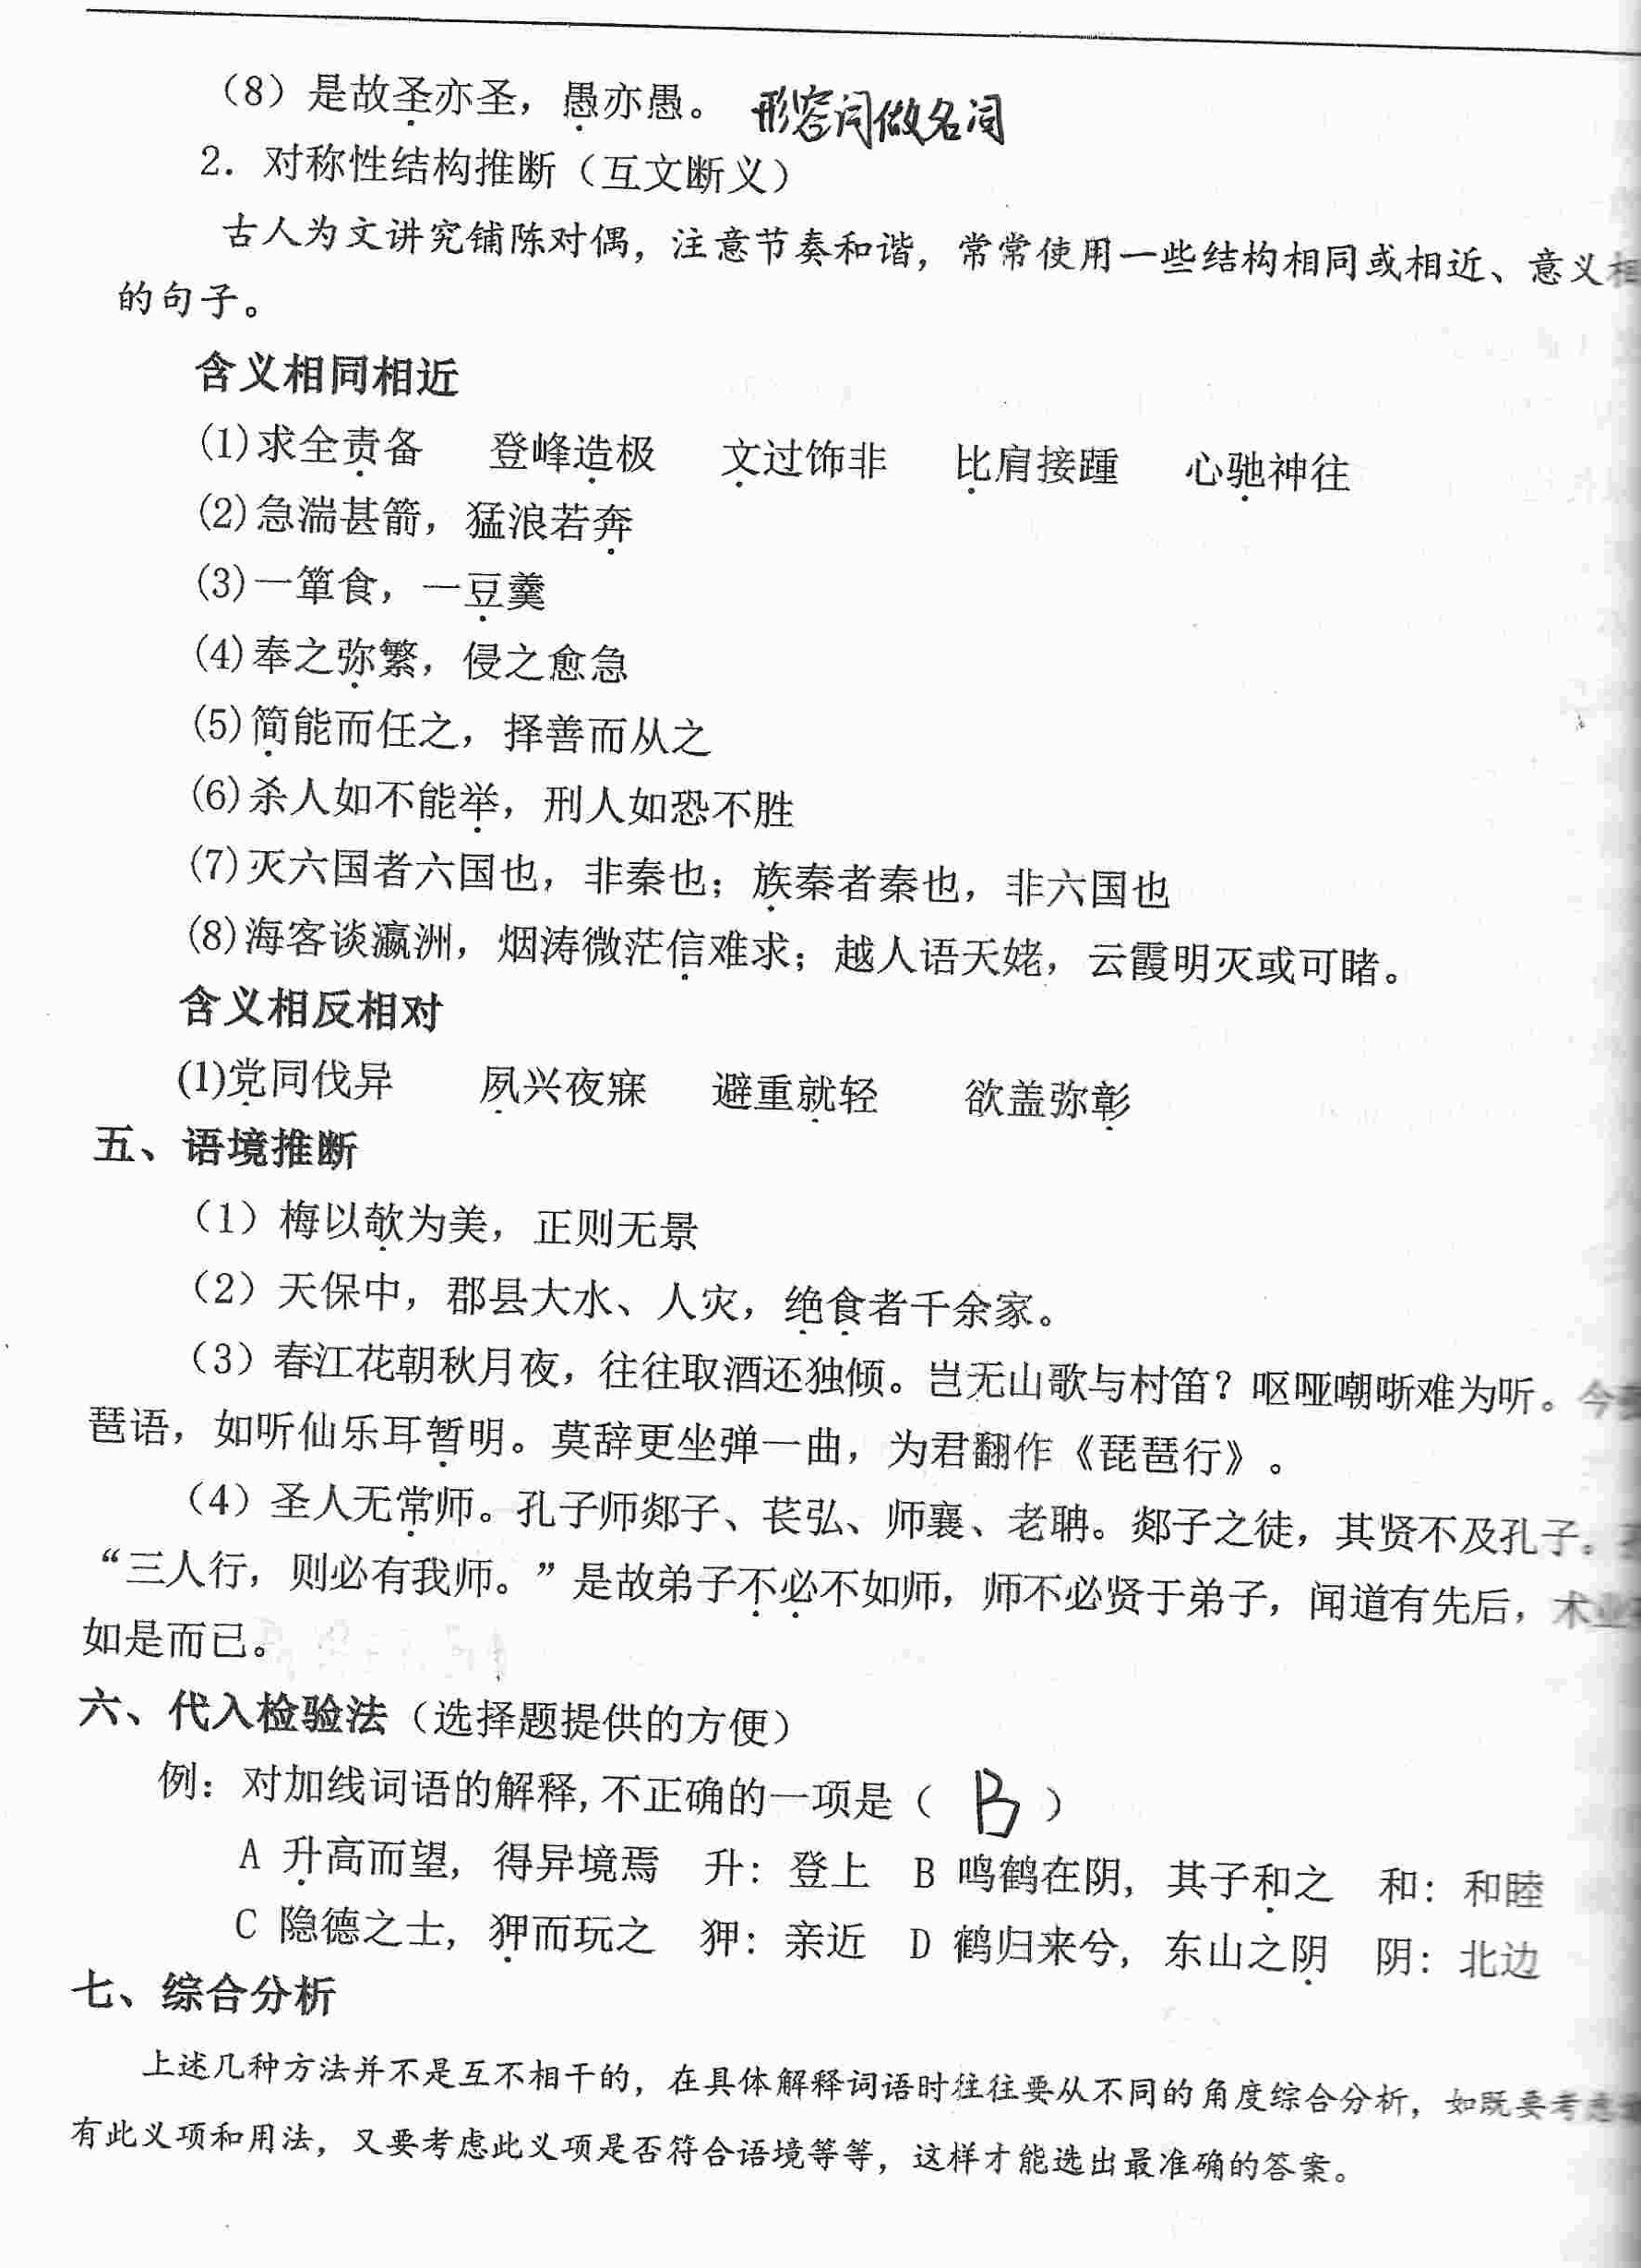 （8）是故圣亦圣，愚亦愚。 形容词做名词
2. 对称性结构推断（互文断义）
古人为文讲究铺陈对偶，注意节奏和谐，常常使用一些结构相同或相近、意义相
的句子。
含义相同相近
(1)求全责备 登峰造极 文过饰非 比肩接踵 心驰神往
(2)急湍甚箭，猛浪若奔
(3)一箪食，一豆羹
(4)奉之弥繁，侵之愈急
(5)简能而任之，择善而从之
(6)杀人如不能举，刑人如恐不胜
(7)灭六国者六国也，非秦也；族秦者秦也，非六国也
(8)海客谈瀛洲，烟涛微茫信难求；越人语天姥，云霞明灭或可睹。
含义相反相对
(1)党同伐异 夙兴夜寐 避重就轻 欲盖弥彰
五、语境推断
（1）梅以欹为美，正则无景
（2）天保中，郡县大水、人灾，绝食者千余家。
（3）春江花朝秋月夜，往往取酒还独倾。岂无山歌与村笛？呕哑嘲哳难为听。今
琶语，如听仙乐耳暂明。莫辞更坐弹一曲，为君翻作《琵琶行》。
（4）圣人无常师。孔子师郯子、苌弘、师襄、老聃。郯子之徒，其贤不及孔子。
“三人行，则必有我师。”是故弟子不必不如师，师不必贤于弟子，闻道有先后，术业
如是而已。
六、代入检验法（选择题提供的方便）
例：对加线词语的解释,不正确的一项是（ B ）
A 升高而望，得异境焉 升：登上 B 鸣鹤在阴，其子和之 和：和睦
C 隐德之士，狎而玩之 狎：亲近 D 鹤归来兮，东山之阴 阴：北边
七、综合分析
上述几种方法并不是互不相干的，在具体解释词语时往往要从不同的角度综合分析，如既要考虑
有此义项和用法，又要考虑此义项是否符合语境等等，这样才能选出最准确的答案。